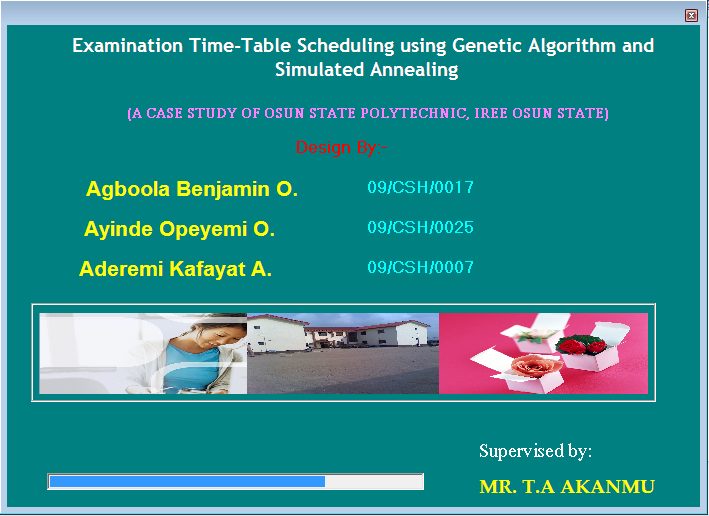 Examination Time-Table Scheduling using Genetic Algorithm and
Simulated Annealing
(A CASE STUDY OF OSUN STATE POLYTECHNIC, IREE OSUN STATE)
Design By:-
Agboola Benjamin O. 09/CSH/0017
Ayinde Opeyemi O. 09/CSH/0025
Aderemi Kafayat A. 09/CSH/0007
Supervised by:
MR. T.A AKANMU